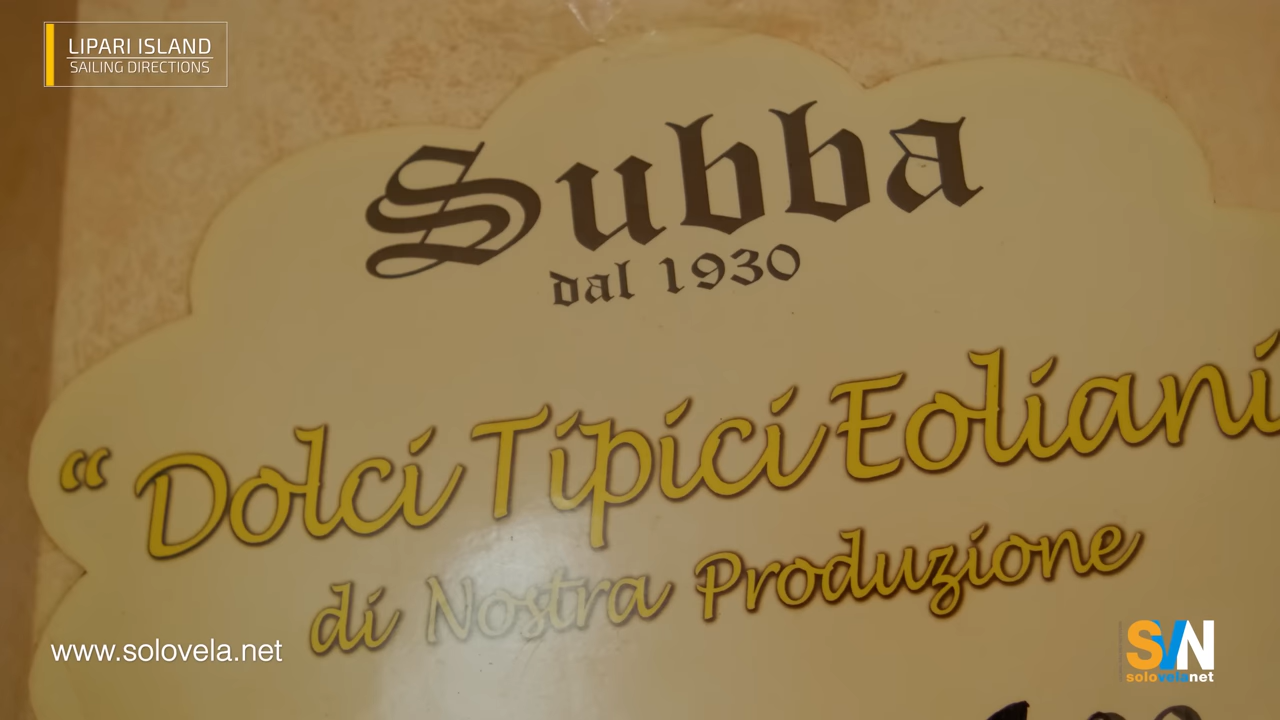 LIPARI ISLAND
SAILING DIRECTIONS
Subba
dal 1930
“ Dolci Tipici Eoliani
di Nostra Produzione
www.solovela.net
SVN
solovelanet